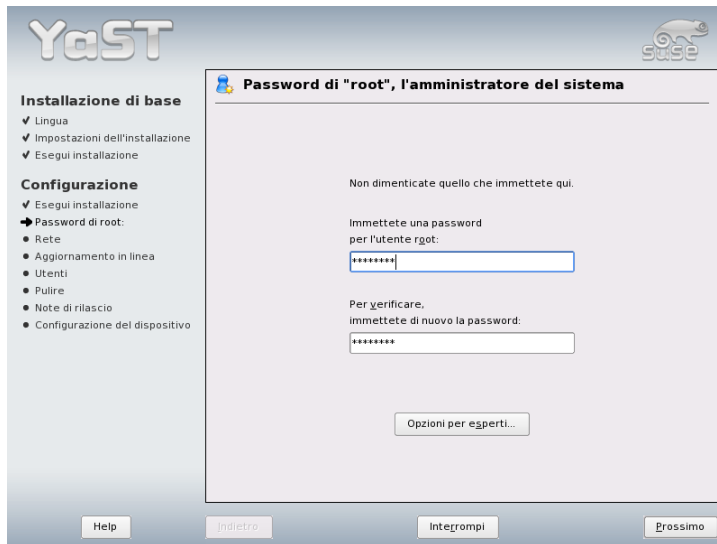 YaST
SUSE
Installazione di base
Lingua
Impostazioni dell'installazione
Esegui installazione
Configurazione
Esegui installazione
Password di root:
Rete
Aggiornamento in linea
Utenti
Pulire
Note di rilascio
Configurazione del dispositivo
Password di "root", l'amministratore del sistema
Non dimenticate quello che immettete qui.
Immettete una password
per l'utente root:
********
Per verificare,
immettete di nuovo la password:
********
Opzioni per esperti...
Help
Indietro
Interrompi
Prossimo